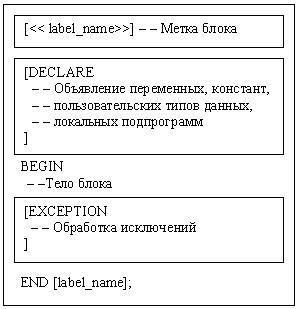 [<< label_name>>] – – Метка блока
[DECLARE
– – Объявление переменных, констант,
– – пользовательских типов данных,
– – локальных подпрограмм
]
BEGIN
– –Тело блока
[EXCEPTION
– – Обработка исключений
]
END [label_name];